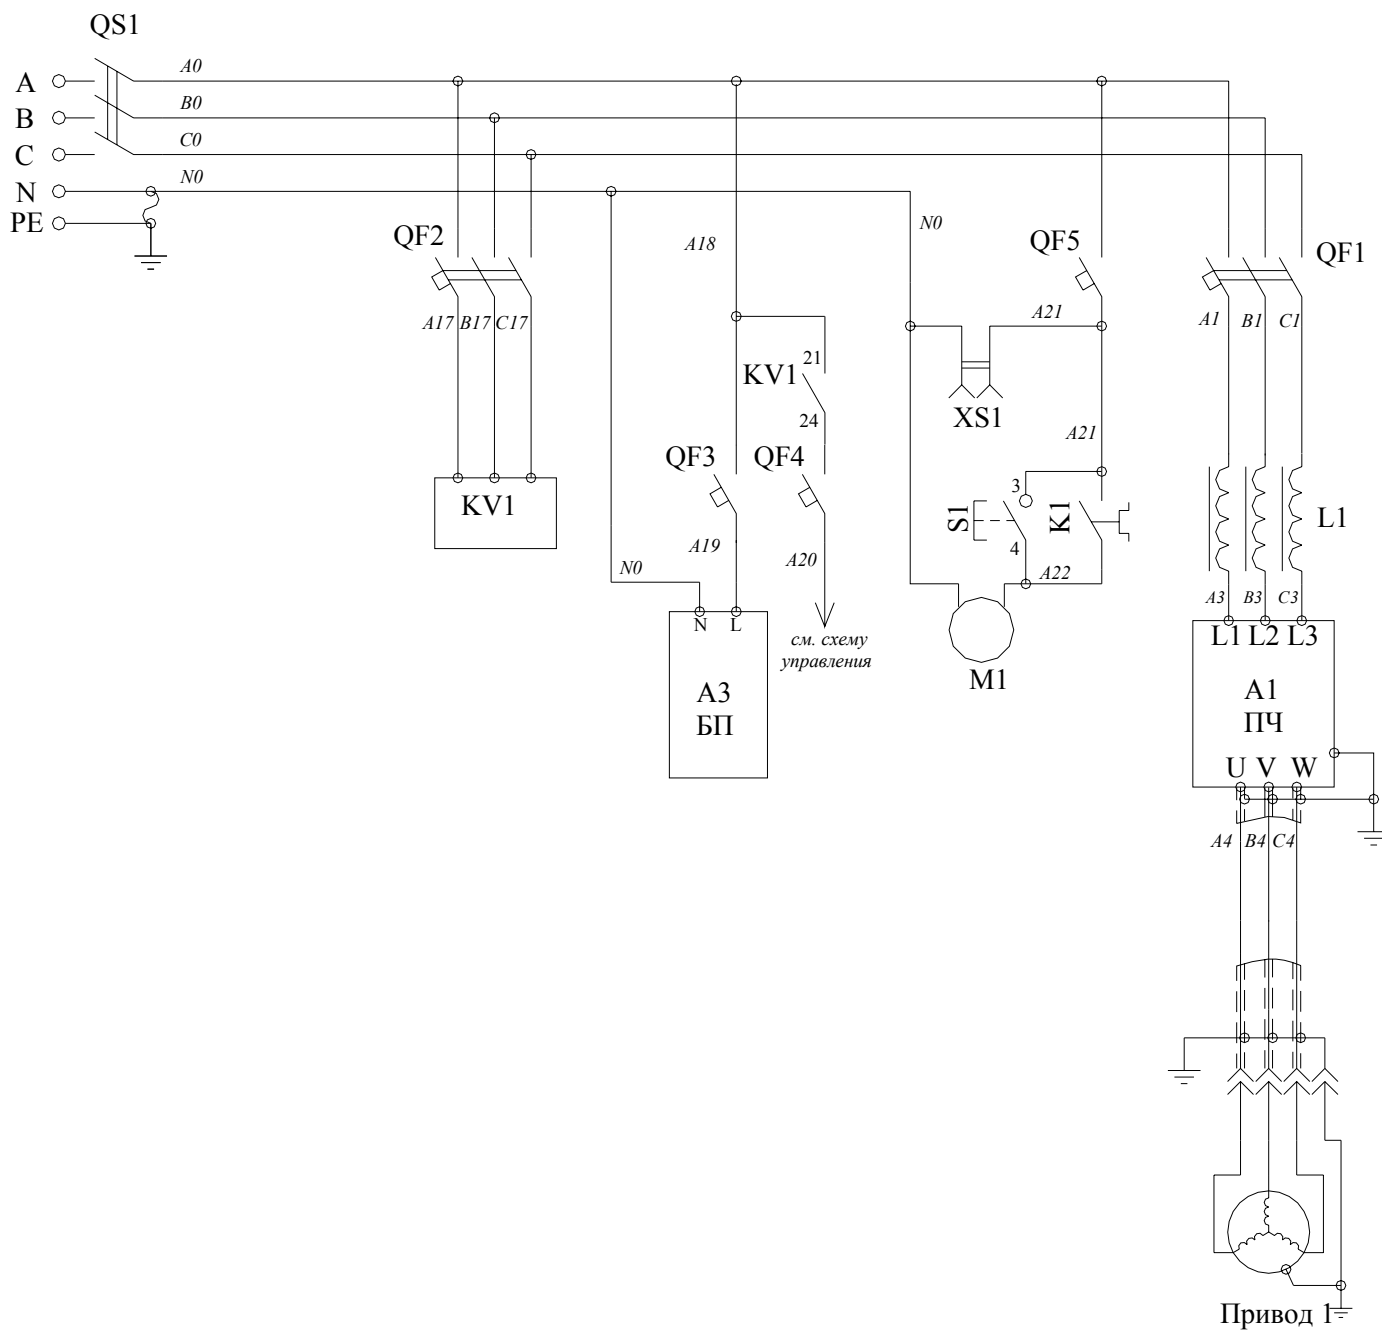 QS1
A
A0
B
B0
C
C0
N
N0
PE
QF2
A18
N0
QF5
QF1
A17
B17
C17
A21
A1
B1
C1
21
KV1
24
XS1
A21
QF3
QF4
KV1
3
S1
K1
4
L1
A19
A20
N0
A22
A3
B3
C3
N
L
см. схему
управления
M1
L1
L2
L3
А3
БП
А1
ПЧ
U
V
W
A4
B4
C4
Привод 1